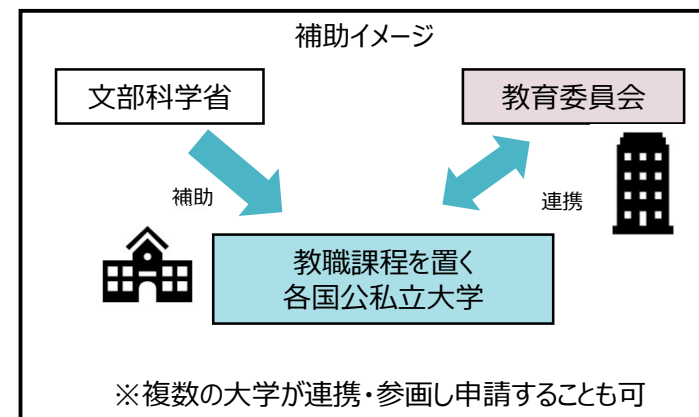 補助イメージ
文部科学省
教育委員会
補助
連携
教職課程を置く
各国公私立大学
※複数の大学が連携・参画し申請することも可